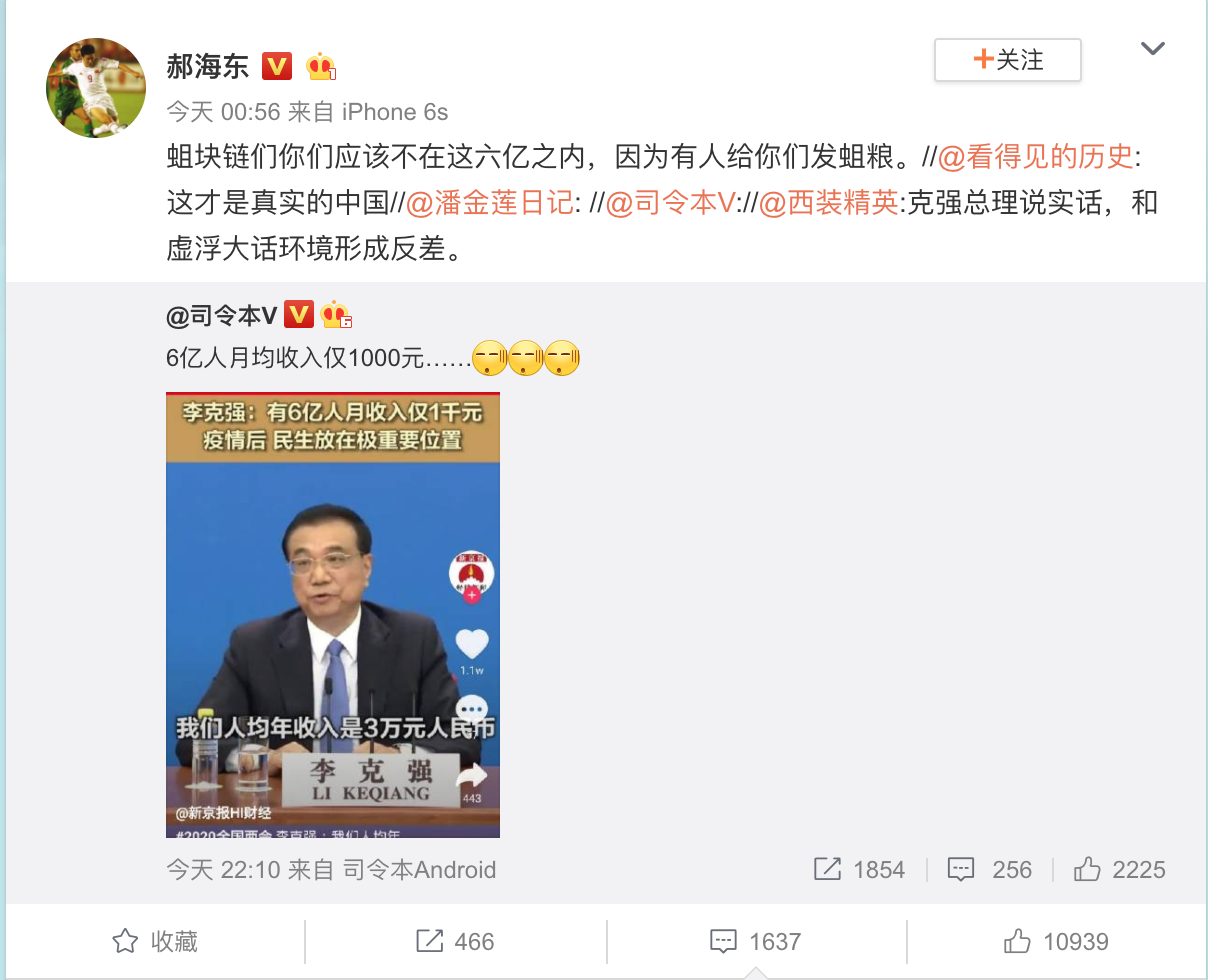 郝海东
+关注
今天 00:56 来自 iPhone 6s
蛆块链们你们应该不在这六亿之内，因为有人给你们发蛆粮。//@看得见的历史:
这才是真实的中国//@潘金莲日记: //@司令本V://@西装精英:克强总理说实话，和
虚浮大话环境形成反差。
@司令本V
6亿人月均收入仅1000元……
李克强：有6亿人月收入仅1千元
疫情后 民生放在极重要位置
1.1w
我们人均年收入是3万元人民币
李克强
LI KEQIANG
443
@新京报HI财经
#2020全国两会 李克强：我们人均年
今天 22:10 来自 司令本Android
1854
256
2225
收藏
466
1637
10939